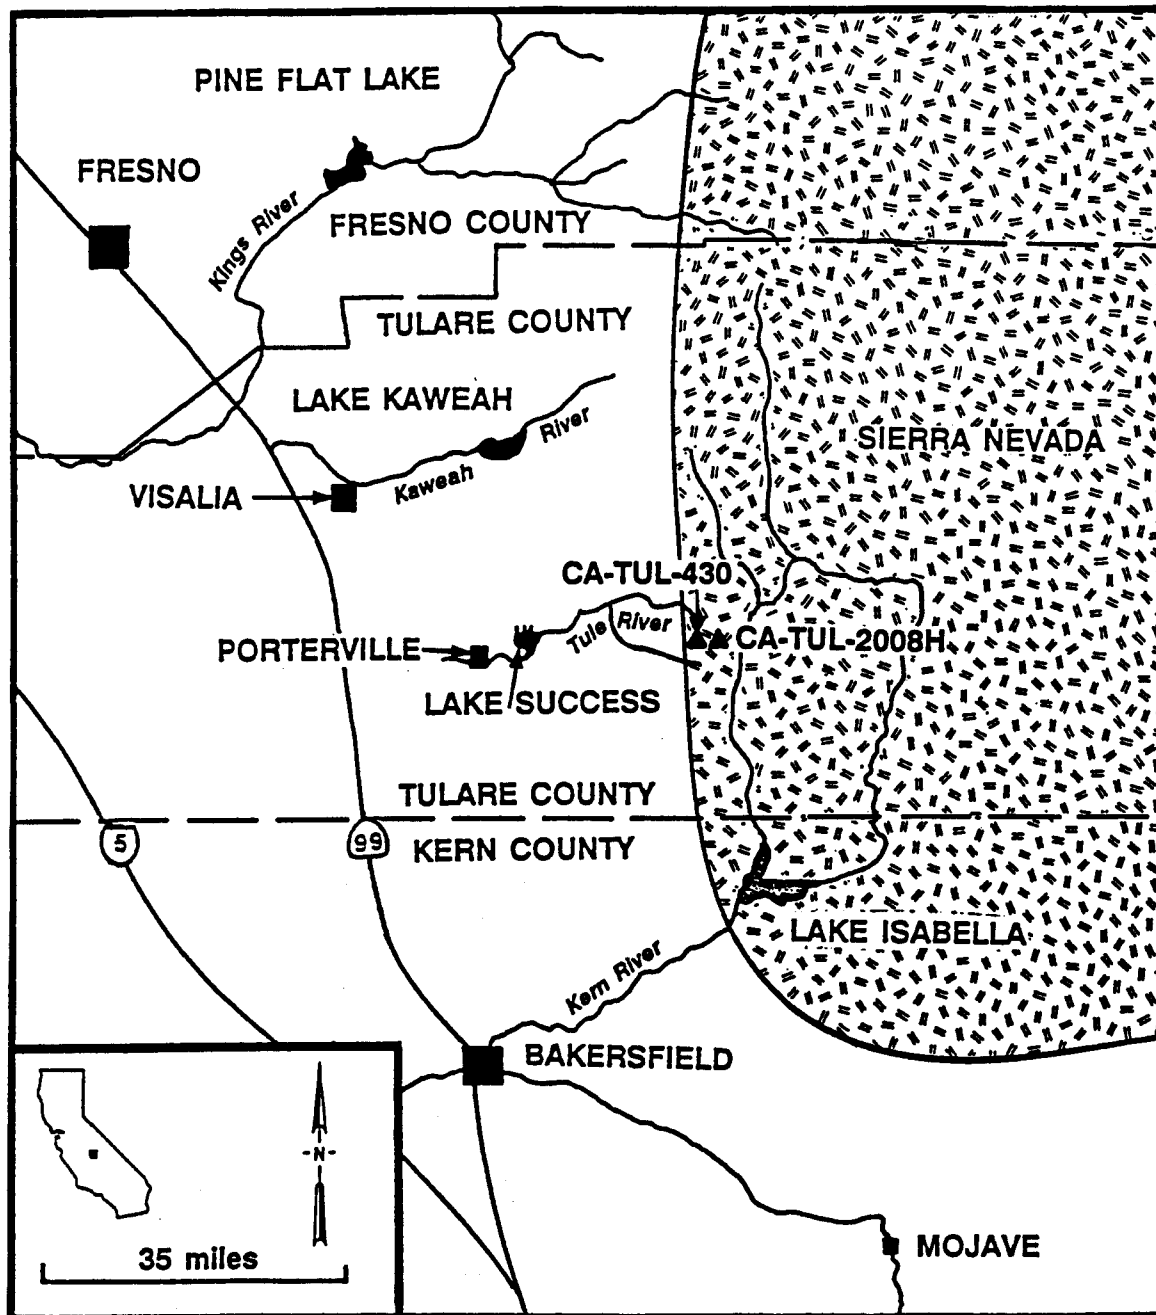 PINE FLAT LAKE
FRESNO
Kings River
FRESNO COUNTY
TULARE COUNTY
LAKE KAWEAH
River
Kaweah
SIERRA NEVADA
VISALIA
CA-TUL-430
Tule River
CA-TUL-2008H
PORTERVILLE
LAKE SUCCESS
TULARE COUNTY
5
99
KERN COUNTY
LAKE ISABELLA
Kern River
BAKERSFIELD
-N-
35 miles
MOJAVE